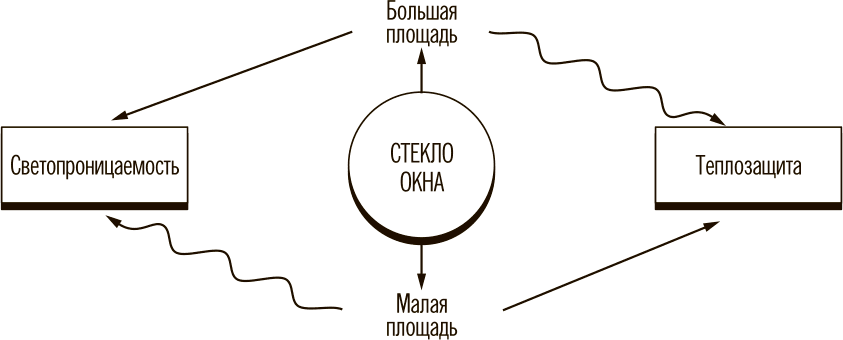 Большая
площадь
Светопроницаемость
СТЕКЛО
ОКНА
Теплозащита
Малая
площадь